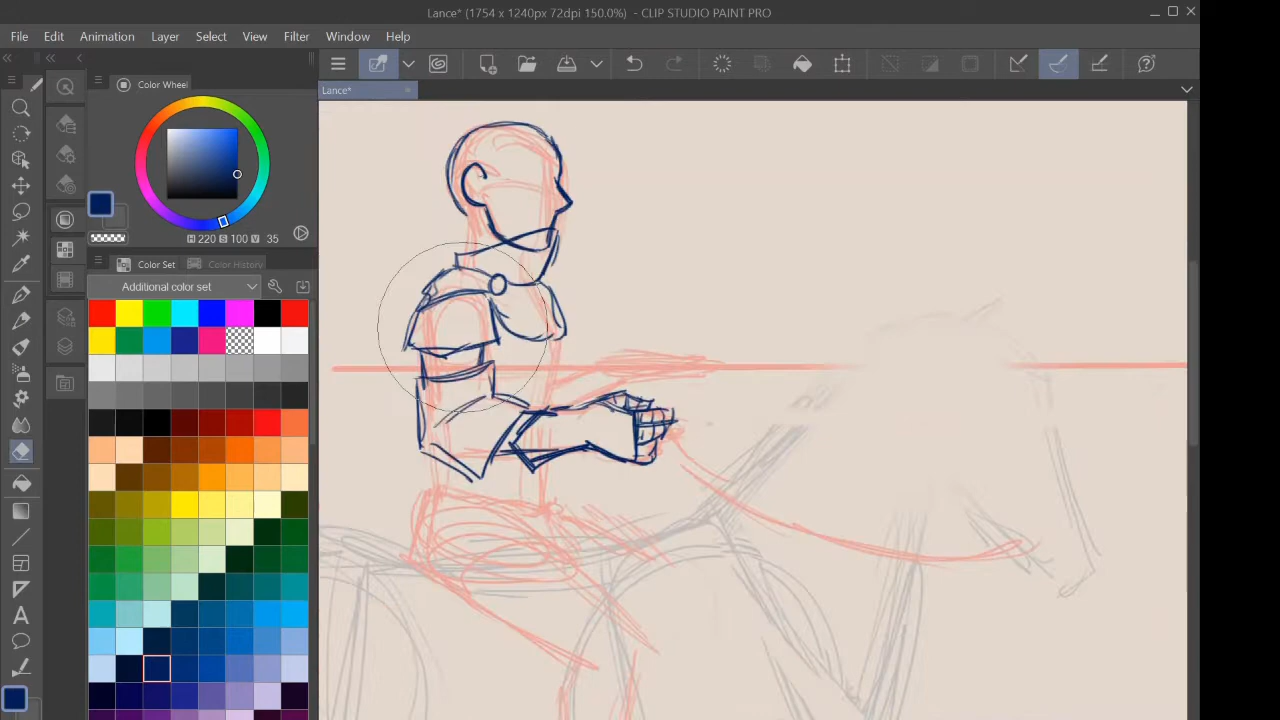 Lance* (1754 x 1240px 72dpi 150.0%) - CLIP STUDIO PAINT PRO
File Edit Animation Layer Select View Filter Window Help
Color Wheel
Lance*
H 220 S 100 V 35
Color Set Color History
Additional color set